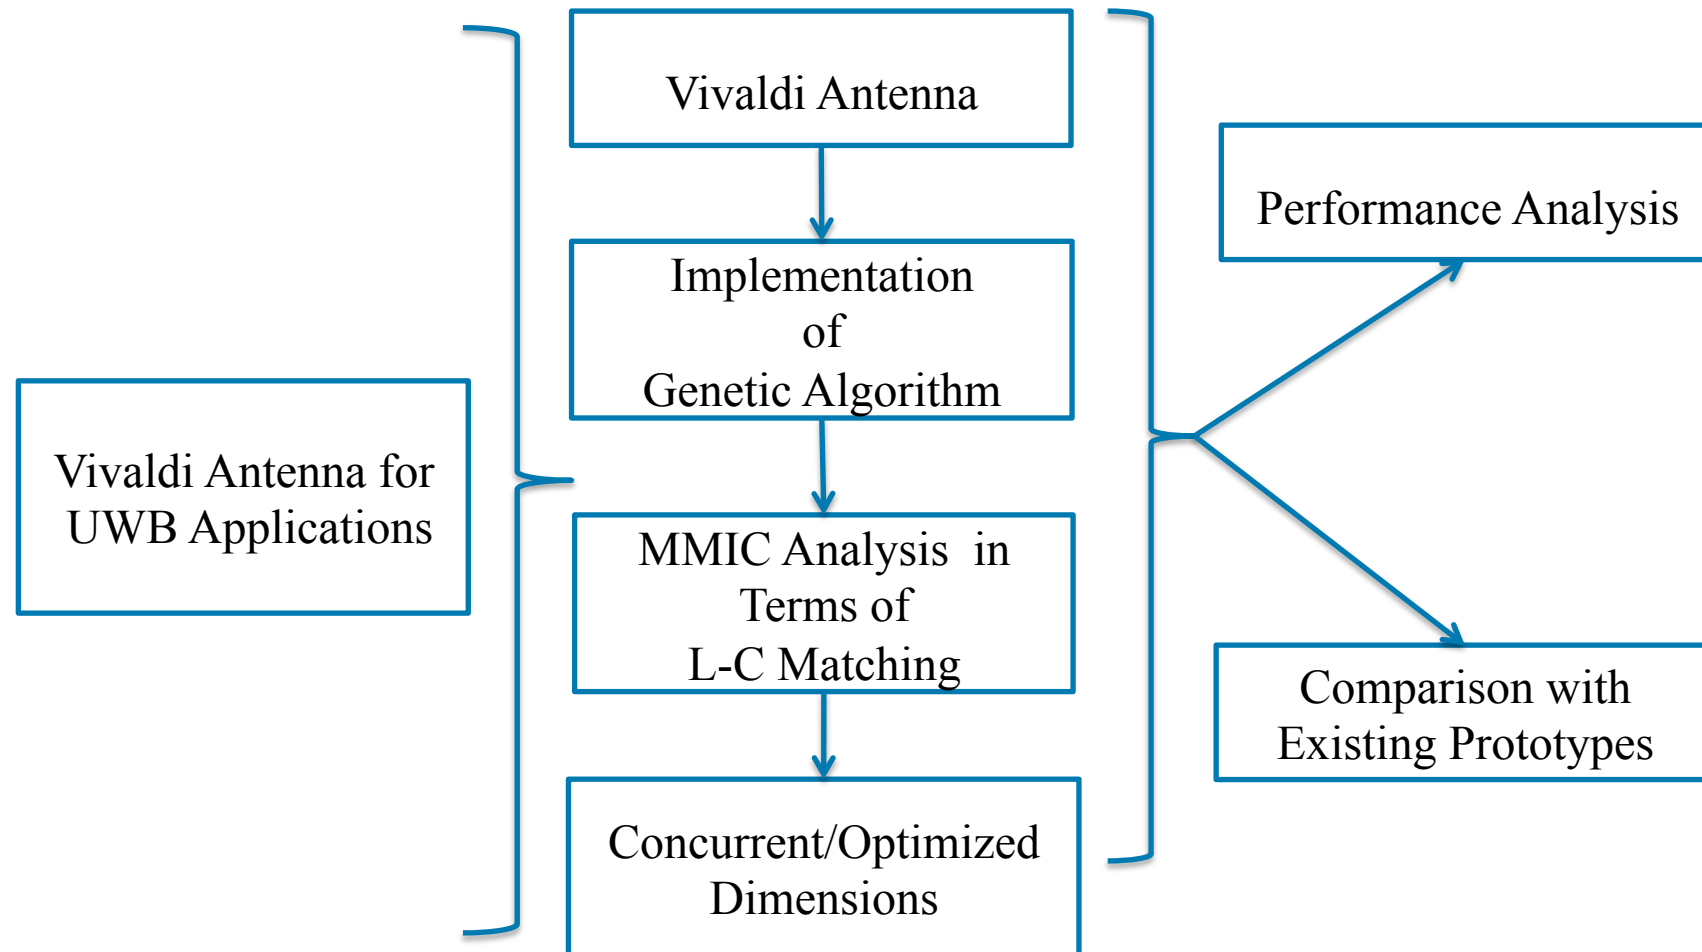 Vivaldi Antenna for
UWB Applications
Vivaldi Antenna
Implementation
of
Genetic Algorithm
MMIC Analysis in
Terms of
L-C Matching
Concurrent/Optimized
Dimensions
Performance Analysis
Comparison with
Existing Prototypes